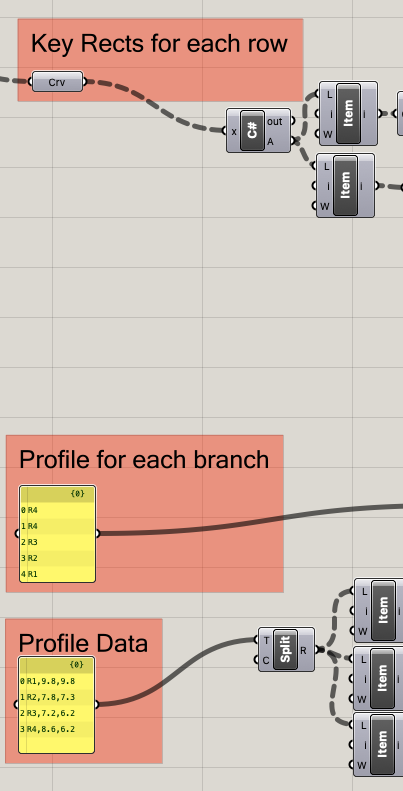 Key Rects for each row
Crv
x C# out A
L i W Item i
L i W Item i
Profile for each branch
{0}
0 R4
1 R4
2 R3
3 R2
4 R1
Profile Data
{0}
0 R1,9.8,9.8
1 R2,7.8,7.3
2 R3,7.2,6.2
3 R4,8.6,6.2
T C Split R
L i W Item i
L i W Item i
L i W Item i